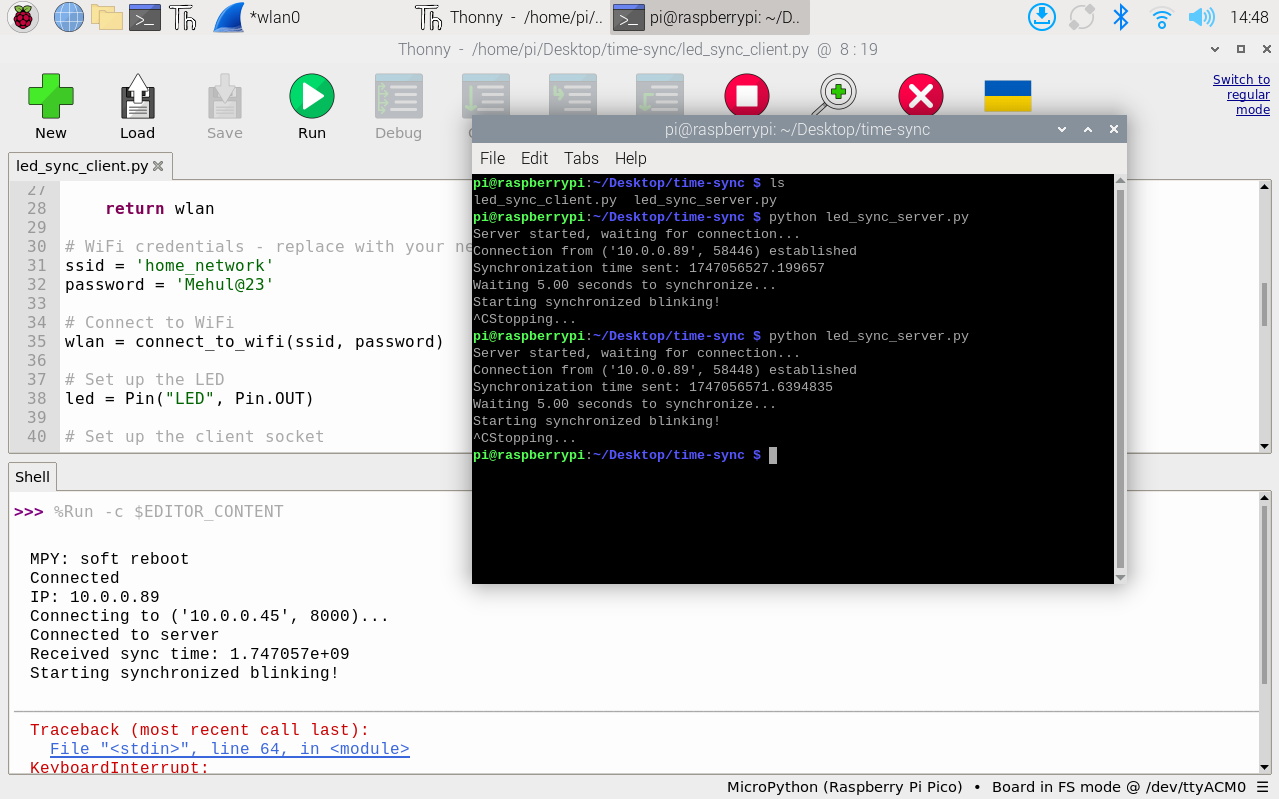 *wlan0
Thonny - /home/pi/..
pi@raspberrypi: ~/D..
14:48
Thonny - /home/pi/Desktop/time-sync/led_sync_client.py @ 8 : 19
New
Load
Save
Run
Debug
Switch to
regular
mode
led_sync_client.py
27
28 return wlan
29
30 # WiFi credentials - replace with your ne
31 ssid = 'home_network'
32 password = 'Mehul@23'
33
34 # Connect to WiFi
35 wlan = connect_to_wifi(ssid, password)
36
37 # Set up the LED
38 led = Pin("LED", Pin.OUT)
39
40 # Set up the client socket
pi@raspberrypi: ~/Desktop/time-sync
File Edit Tabs Help
pi@raspberrypi:~/Desktop/time-sync $ ls
led_sync_client.py led_sync_server.py
pi@raspberrypi:~/Desktop/time-sync $ python led_sync_server.py
Server started, waiting for connection...
Connection from ('10.0.0.89', 58446) established
Synchronization time sent: 1747056527.199657
Waiting 5.00 seconds to synchronize...
Starting synchronized blinking!
^CStopping...
pi@raspberrypi:~/Desktop/time-sync $ python led_sync_server.py
Server started, waiting for connection...
Connection from ('10.0.0.89', 58448) established
Synchronization time sent: 1747056571.6394835
Waiting 5.00 seconds to synchronize...
Starting synchronized blinking!
^CStopping...
pi@raspberrypi:~/Desktop/time-sync $
Shell
>>> %Run -c $EDITOR_CONTENT
MPY: soft reboot
Connected
IP: 10.0.0.89
Connecting to ('10.0.0.45', 8000)...
Connected to server
Received sync time: 1.747057e+09
Starting synchronized blinking!
Traceback (most recent call last):
File "<stdin>", line 64, in <module>
KeyboardInterrupt:
MicroPython (Raspberry Pi Pico) • Board in FS mode @ /dev/ttyACM0 ☰